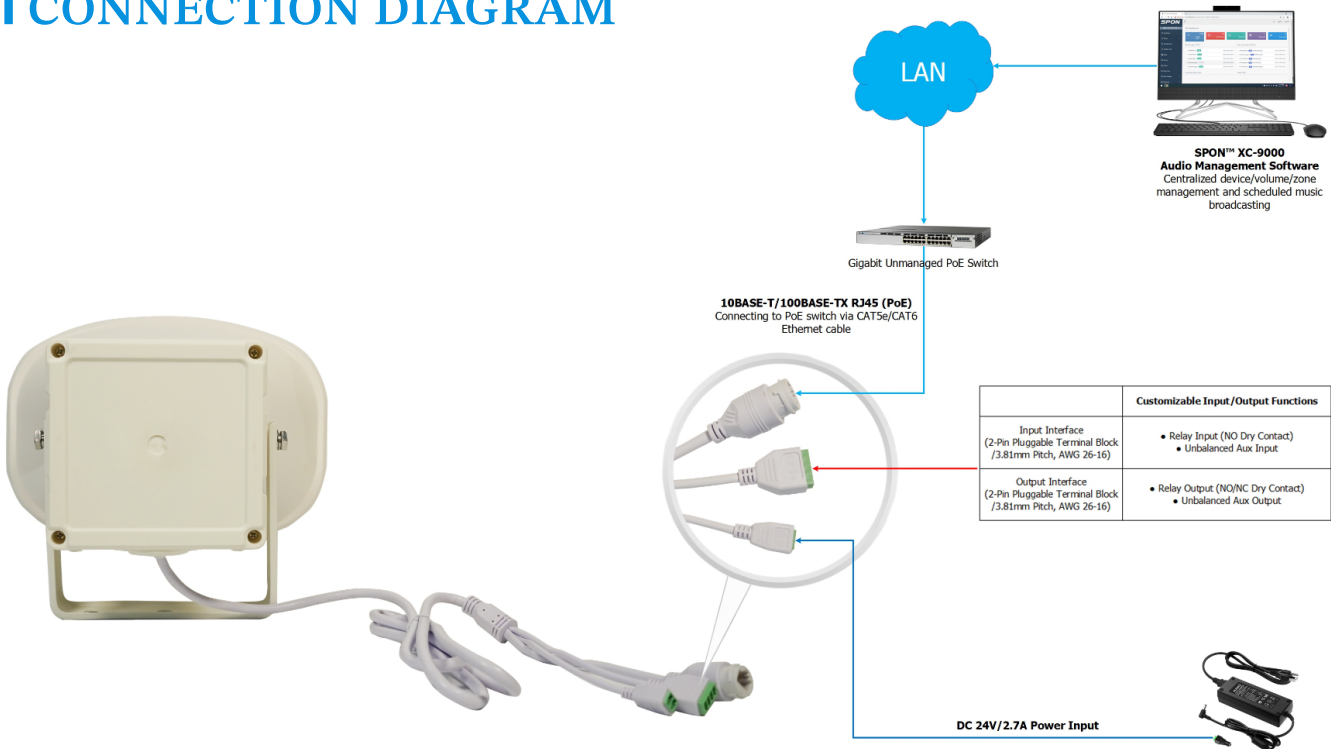 CONNECTION DIAGRAM
LAN
SPON
SPON™ XC-9000
Audio Management Software
Centralized device/volume/zone
management and scheduled music
broadcasting
Gigabit Unmanaged PoE Switch
10BASE-T/100BASE-TX RJ45 (PoE)
Connecting to PoE switch via CAT5e/CAT6
Ethernet cable
Customizable Input/Output Functions
Input Interface
(2-Pin Pluggable Terminal Block
/3.81mm Pitch, AWG 26-16)
• Relay Input (NO Dry Contact)
• Unbalanced Aux Input
Output Interface
(2-Pin Pluggable Terminal Block
/3.81mm Pitch, AWG 26-16)
• Relay Output (NO/NC Dry Contact)
• Unbalanced Aux Output
DC 24V/2.7A Power Input